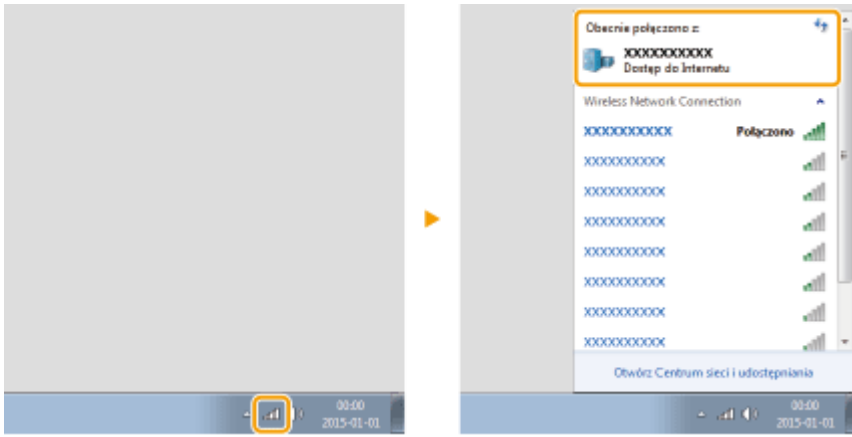 00:00
2015-01-01
Obecnie połączono z:
XXXXXXXXXX
Dostęp do Internetu
Wireless Network Connection
XXXXXXXXXX Połączono
XXXXXXXXXX
XXXXXXXXXX
XXXXXXXXXX
XXXXXXXXXX
XXXXXXXXXX
XXXXXXXXXX
XXXXXXXXXX
Otwórz Centrum sieci i udostępniania
00:00
2015-01-01